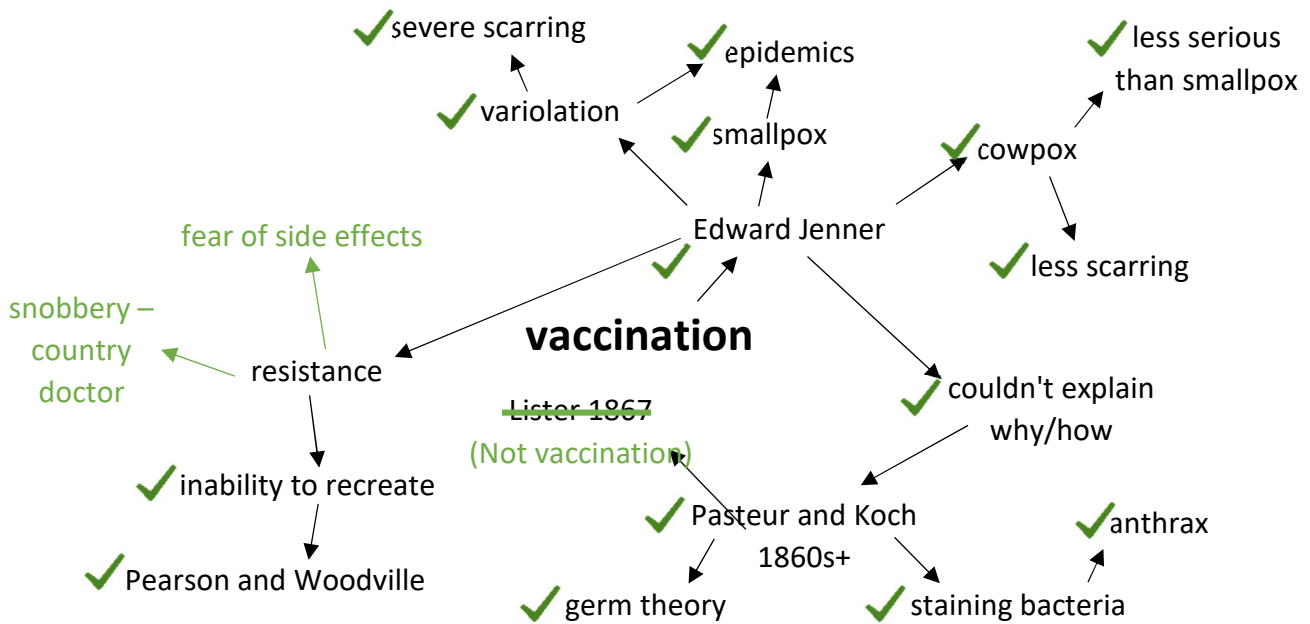 severe scarring
epidemics
less serious
than smallpox
variolation
smallpox
cowpox
Edward Jenner
fear of side effects
less scarring
snobbery –
country
doctor
vaccination
resistance
couldn't explain
why/how
Lister 1867
(Not vaccination)
inability to recreate
Pasteur and Koch
1860s+
anthrax
Pearson and Woodville
germ theory
staining bacteria